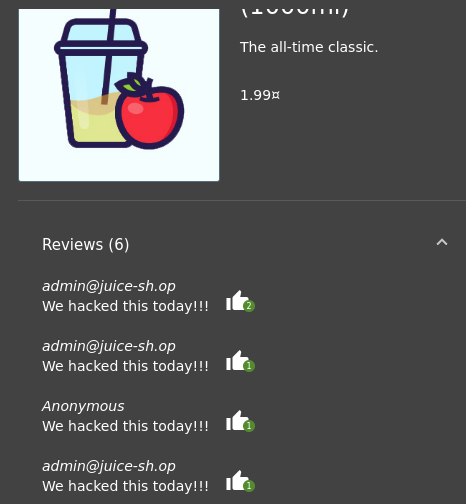 (1000ml)
The all-time classic.
1.99¤
Reviews (6)
admin@juice-sh.op
We hacked this today!!!
2
admin@juice-sh.op
We hacked this today!!!
1
Anonymous
We hacked this today!!!
1
admin@juice-sh.op
We hacked this today!!!
1